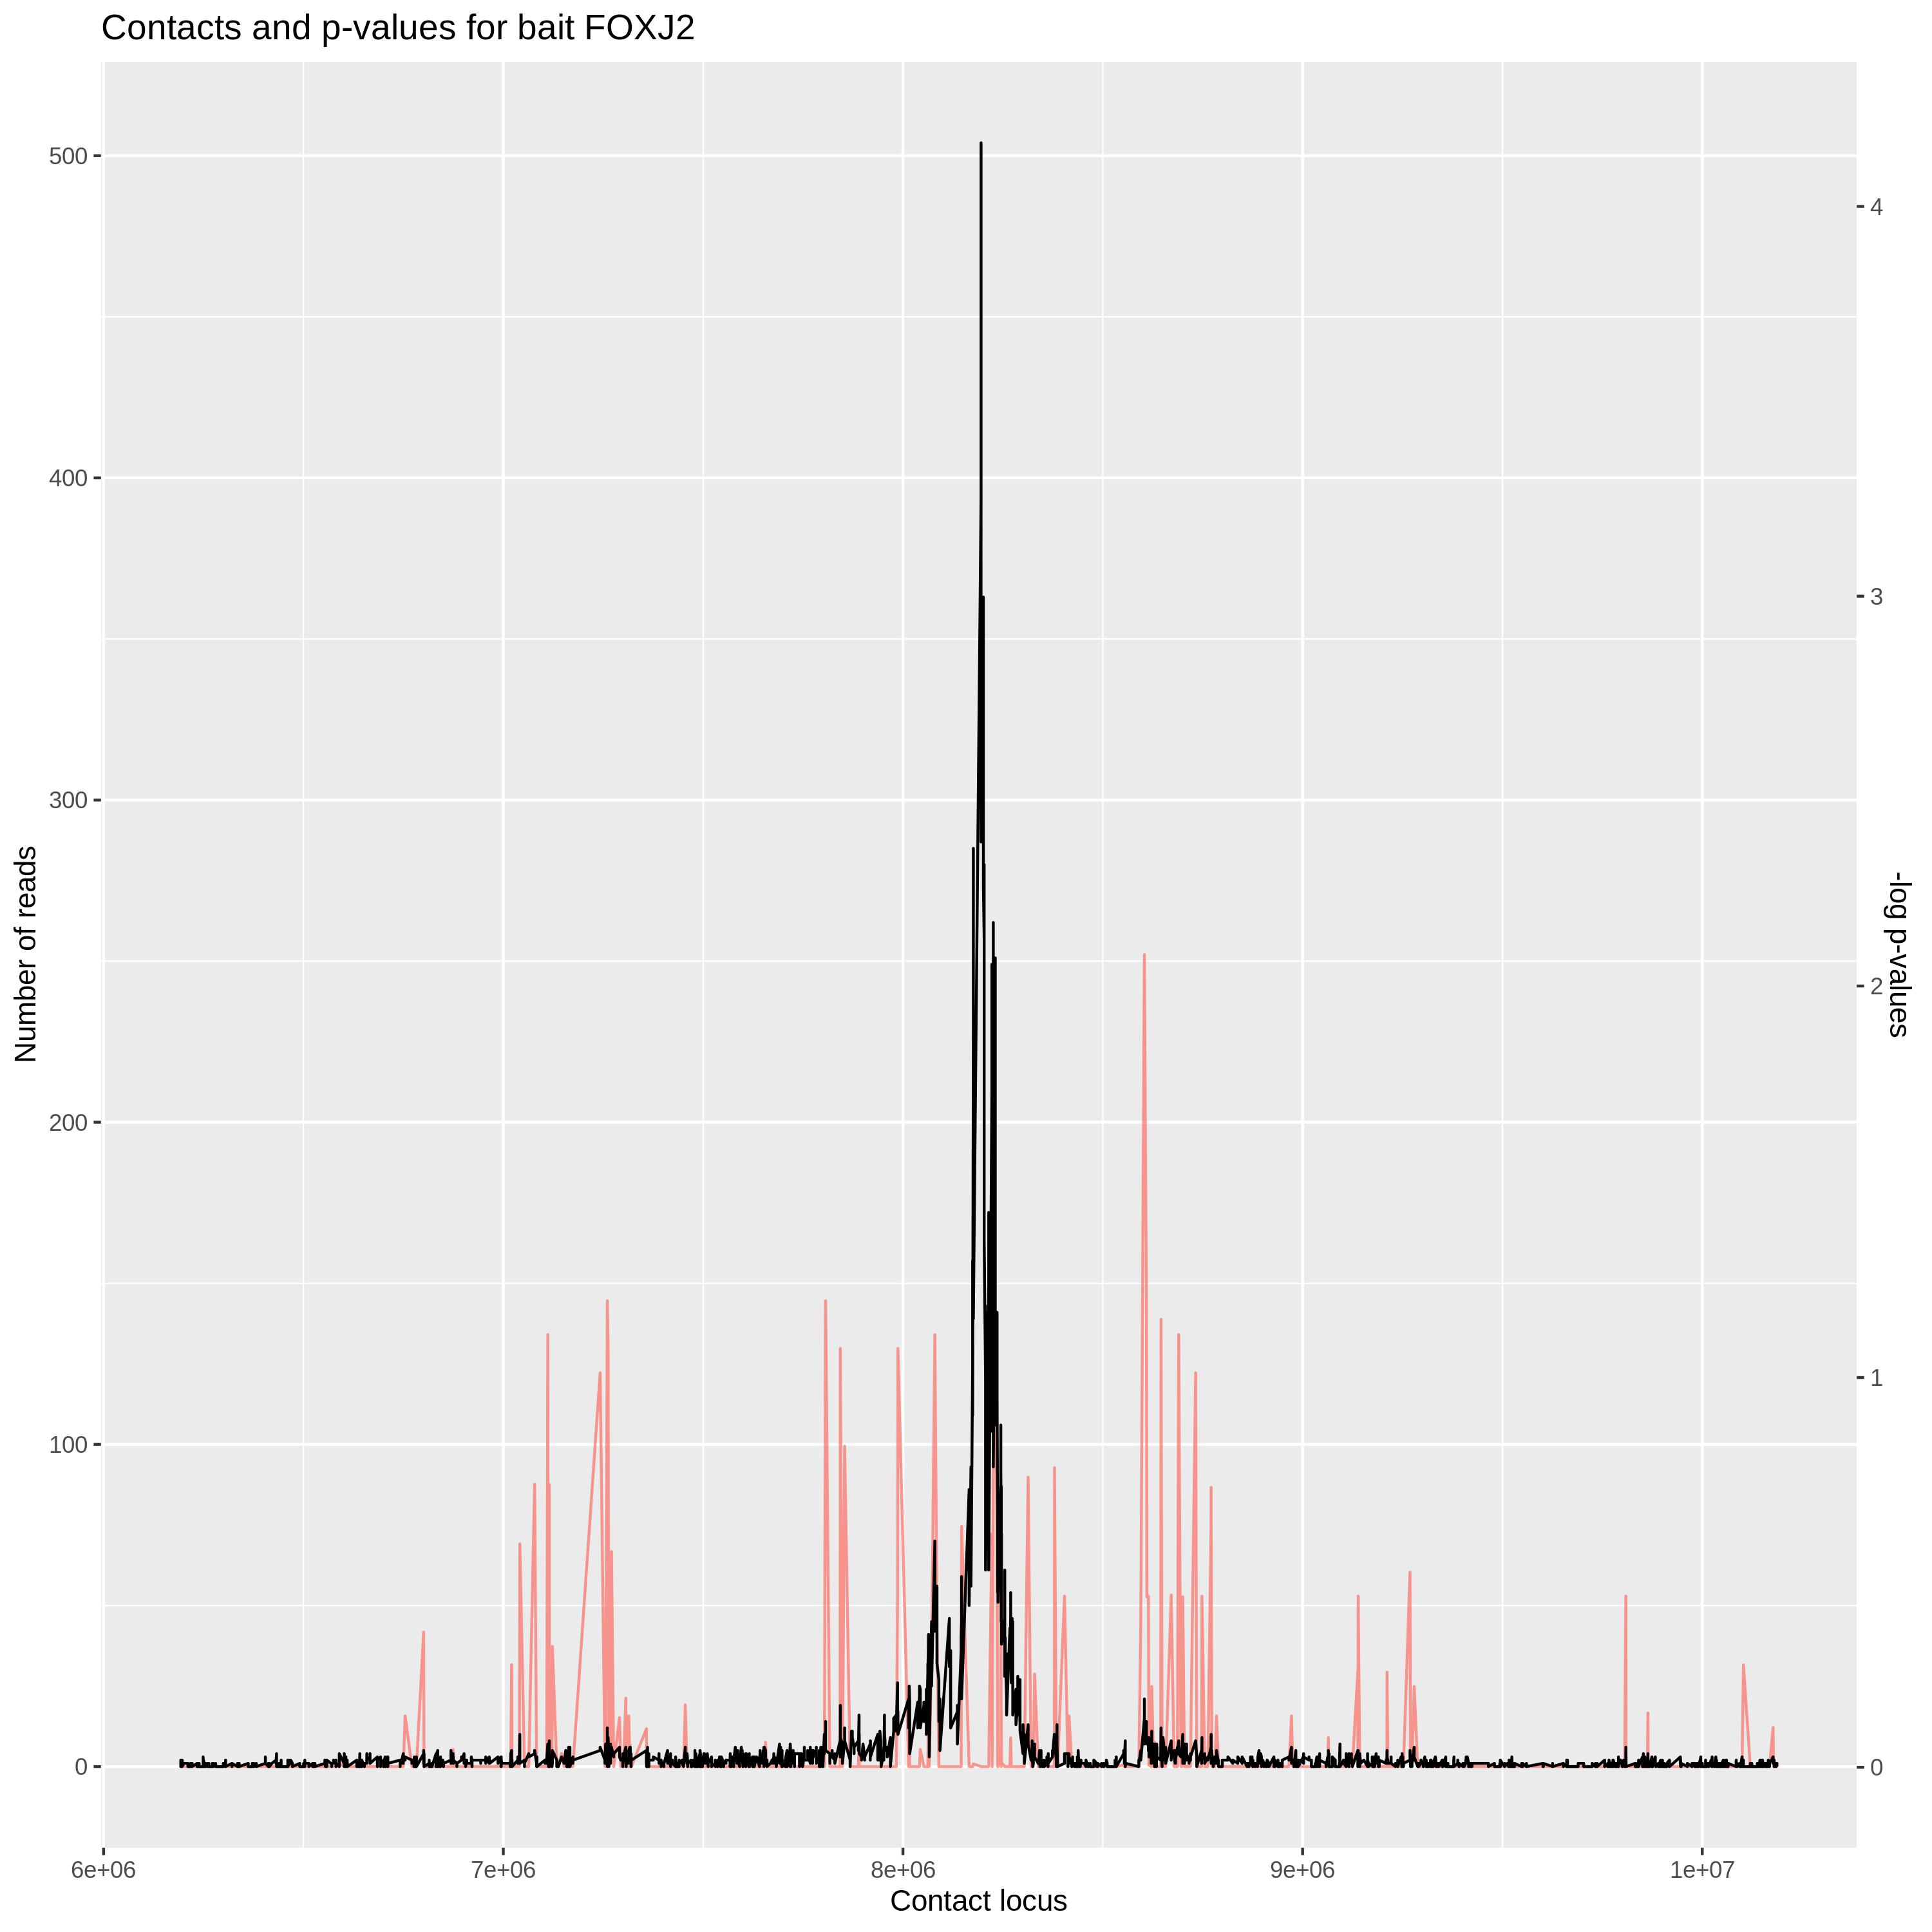 Contacts and p-values for bait FOXJ2
500
400
300
200
100
0
Number of reads
4
3
2
1
0
-log p-values
6e+06
7e+06
8e+06
9e+06
1e+07
Contact locus